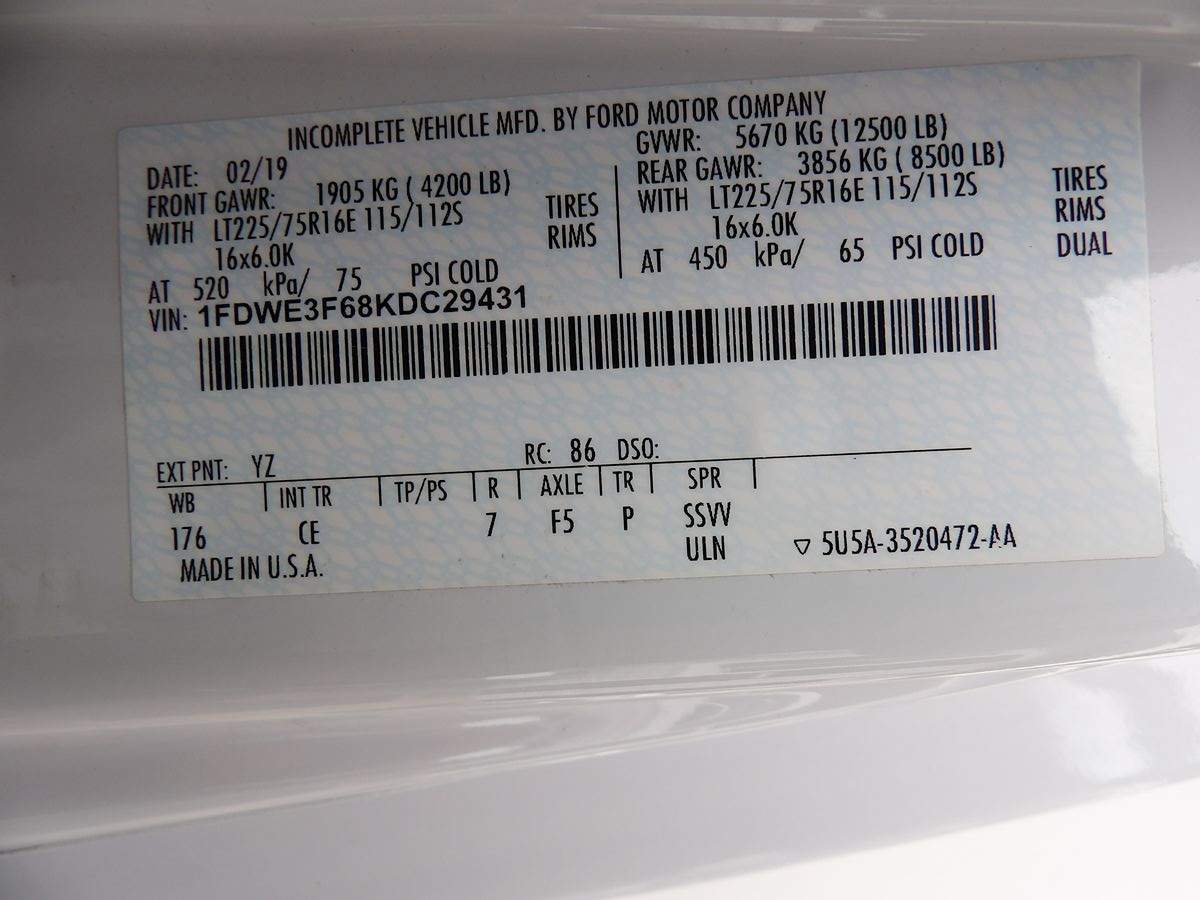 INCOMPLETE VEHICLE MFD. BY FORD MOTOR COMPANY
DATE: 02/19
FRONT GAWR: 1905 KG ( 4200 LB)
WITH LT225/75R16E 115/112S TIRES
16x6.0K RIMS
AT 520 kPa/ 75 PSI COLD
GVWR: 5670 KG (12500 LB)
REAR GAWR: 3856 KG ( 8500 LB)
WITH LT225/75R16E 115/112S TIRES
16x6.0K RIMS
AT 450 kPa/ 65 PSI COLD DUAL
VIN: 1FDWE3F68KDC29431
EXT PNT: YZ RC: 86 DSO:
WB INT TR TP/PS R AXLE TR SPR
176 CE 7 F5 P SSVV
ULN ▽ 5U5A-3520472-AA
MADE IN U.S.A.